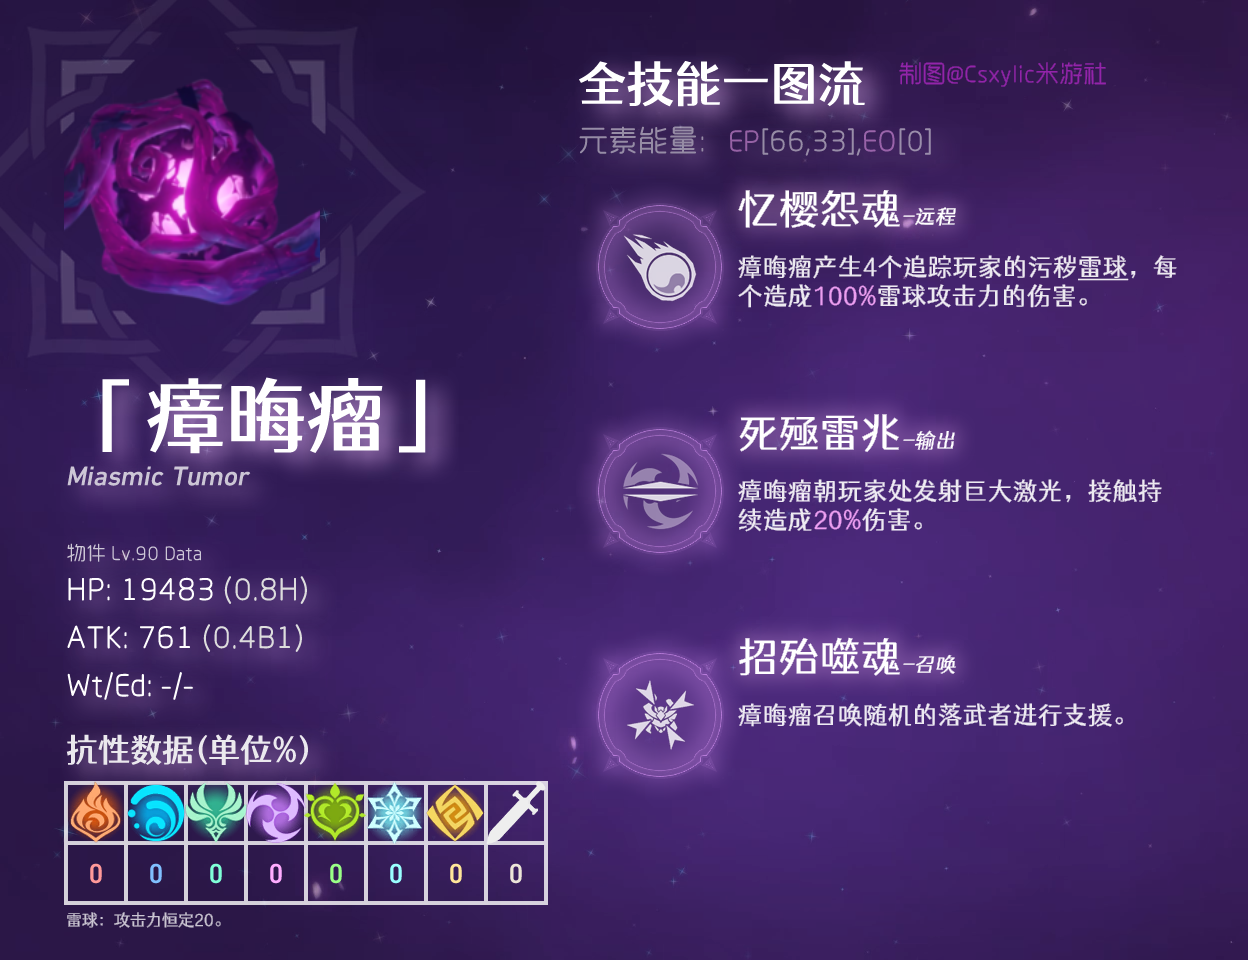 全技能一图流
制图@Csxylic米游社
元素能量： EP[66,33],EO[0]
忆樱怨魂-远程
瘴晦瘤产生4个追踪玩家的污秽雷球，每
个造成100%雷球攻击力的伤害。
死殛雷兆-输出
瘴晦瘤朝玩家处发射巨大激光，接触持
续造成20%伤害。
招殆噬魂-召唤
瘴晦瘤召唤随机的落武者进行支援。
「瘴晦瘤」
Miasmic Tumor
物件 Lv.90 Data
HP: 19483 (0.8H)
ATK: 761 (0.4B1)
Wt/Ed: -/-
抗性数据(单位%)
0 0 0 0 0 0 0 0
雷球：攻击力恒定20。